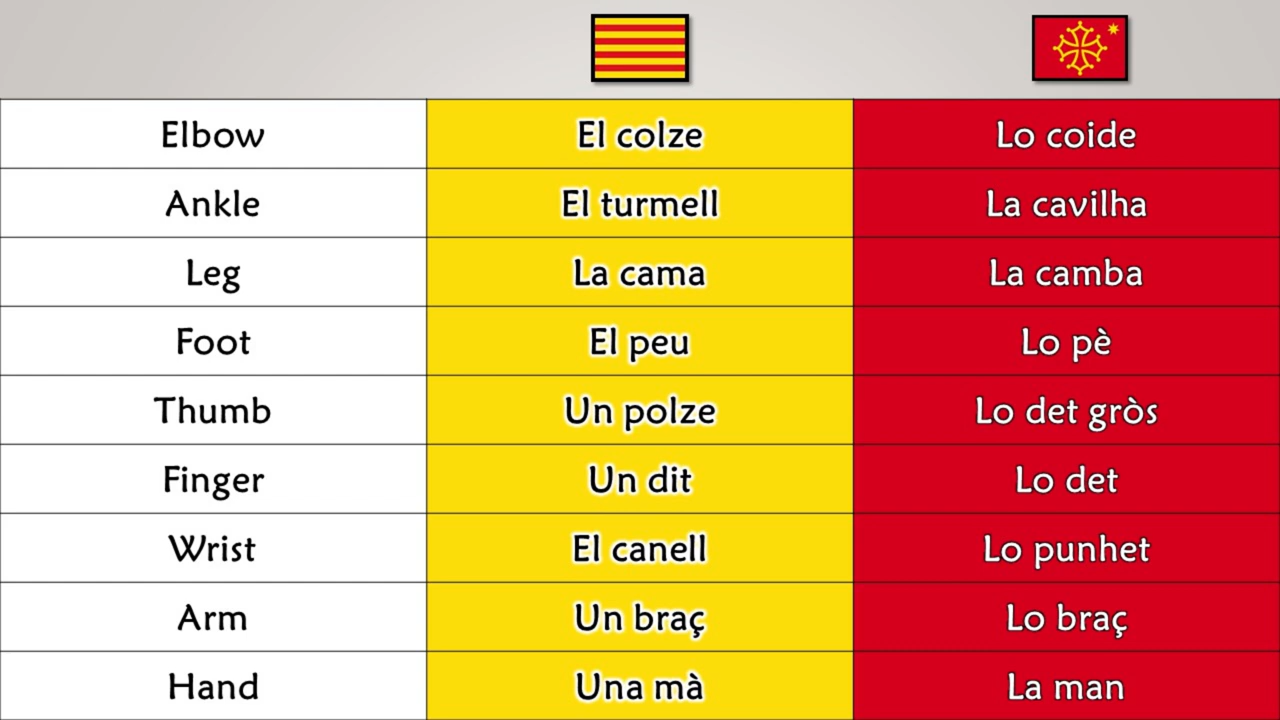 Elbow El colze Lo coide
Ankle El turmell La cavilha
Leg La cama La camba
Foot El peu Lo pè
Thumb Un polze Lo det gròs
Finger Un dit Lo det
Wrist El canell Lo punhet
Arm Un braç Lo braç
Hand Una mà La man